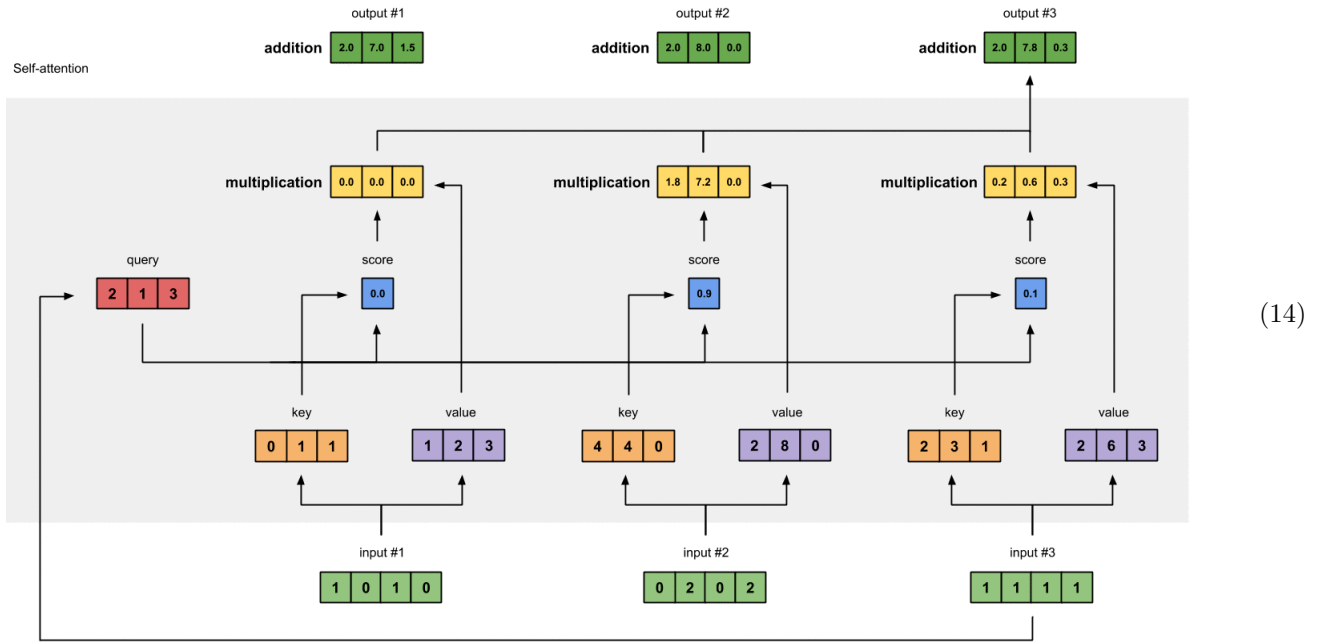 output #1 output #2 output #3
addition 2.0 7.0 1.5 addition 2.0 8.0 0.0 addition 2.0 7.8 0.3
Self-attention
multiplication 0.0 0.0 0.0 multiplication 1.8 7.2 0.0 multiplication 0.2 0.6 0.3
query score score score
2 1 3 0.0 0.9 0.1
(14)
key value key value key value
0 1 1 1 2 3 4 4 0 2 8 0 2 3 1 2 6 3
input #1 input #2 input #3
1 0 1 0 0 2 0 2 1 1 1 1